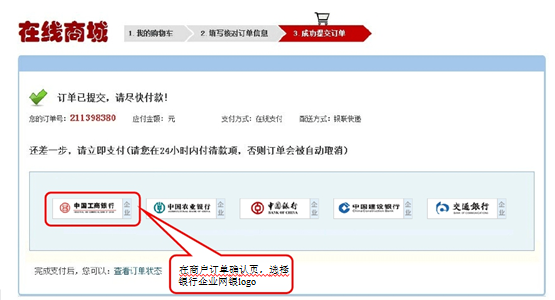 在线商城
1. 我的购物车 2. 填写核对订单信息 3. 成功提交订单
订单已提交，请尽快付款！
您的订单号：211398380 应付金额：元 支付方式：在线支付 配送方式：跟联快递
还差一步，请立即支付(请您在24小时内付清款项，否则订单会被自动取消)
中国工商银行 企业 中国农业银行 企业 中国银行 BANK OF CHINA 企业 中国建设银行 China Construction Bank 企业 交通银行 BANK OF COMMUNICATIONS 企业
完成支付后，您可以：查看订单状态
在商户订单确认页，选择
银行企业网银logo